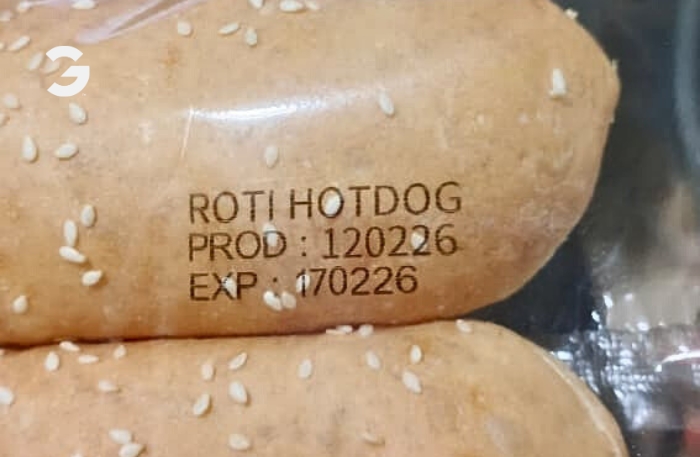 G
ROTI HOTDOG
PROD : 120226
EXP : 170226